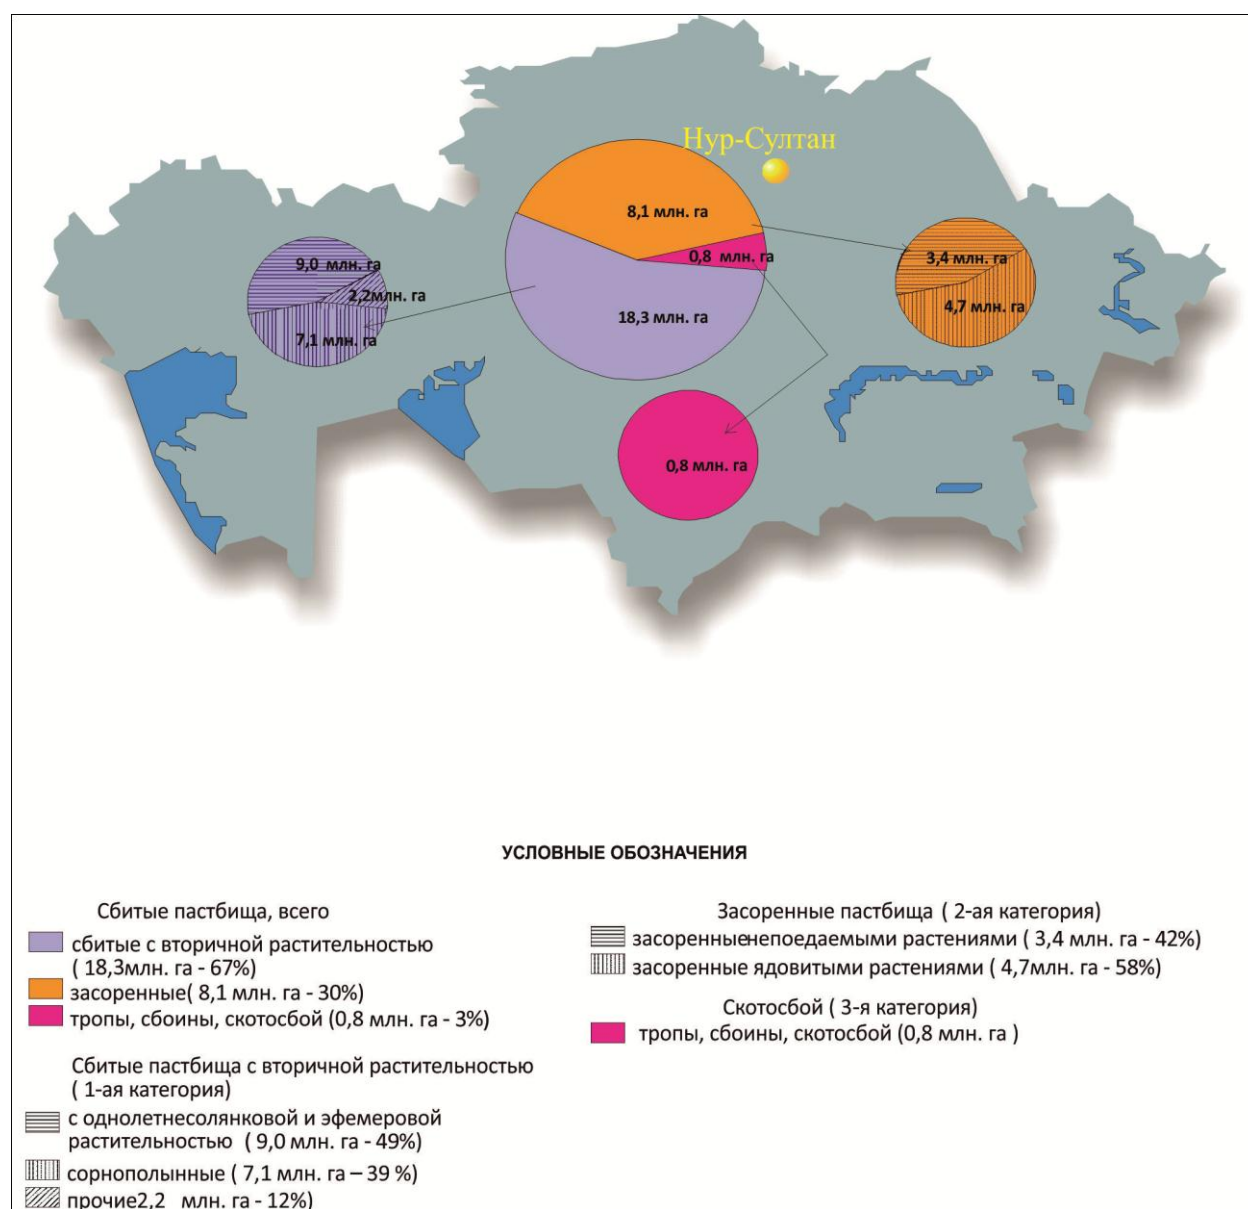 Нур-Султан
8,1 млн. га
0,8 млн. га
18,3 млн. га
9,0 млн. га
2,2млн. га
7,1 млн. га
3,4 млн. га
4,7 млн. га
0,8 млн. га
УСЛОВНЫЕ ОБОЗНАЧЕНИЯ
Сбитые пастбища, всего
сбитые с вторичной растительностью
( 18,3млн. га - 67%)
засоренные( 8,1 млн. га - 30%)
тропы, сбоины, скотосбой (0,8 млн. га - 3%)
Сбитые пастбища с вторичной растительностью
( 1-ая категория)
с однолетнесолянковой и эфемеровой
растительностью ( 9,0 млн. га - 49%)
сорнополынные ( 7,1 млн. га – 39 %)
прочие2,2 млн. га - 12%)
Засоренные пастбища ( 2-ая категория)
засоренныенепоедаемыми растениями ( 3,4 млн. га - 42%)
засоренные ядовитыми растениями ( 4,7млн. га - 58%)
Скотосбой ( 3-я категория)
тропы, сбоины, скотосбой (0,8 млн. га )